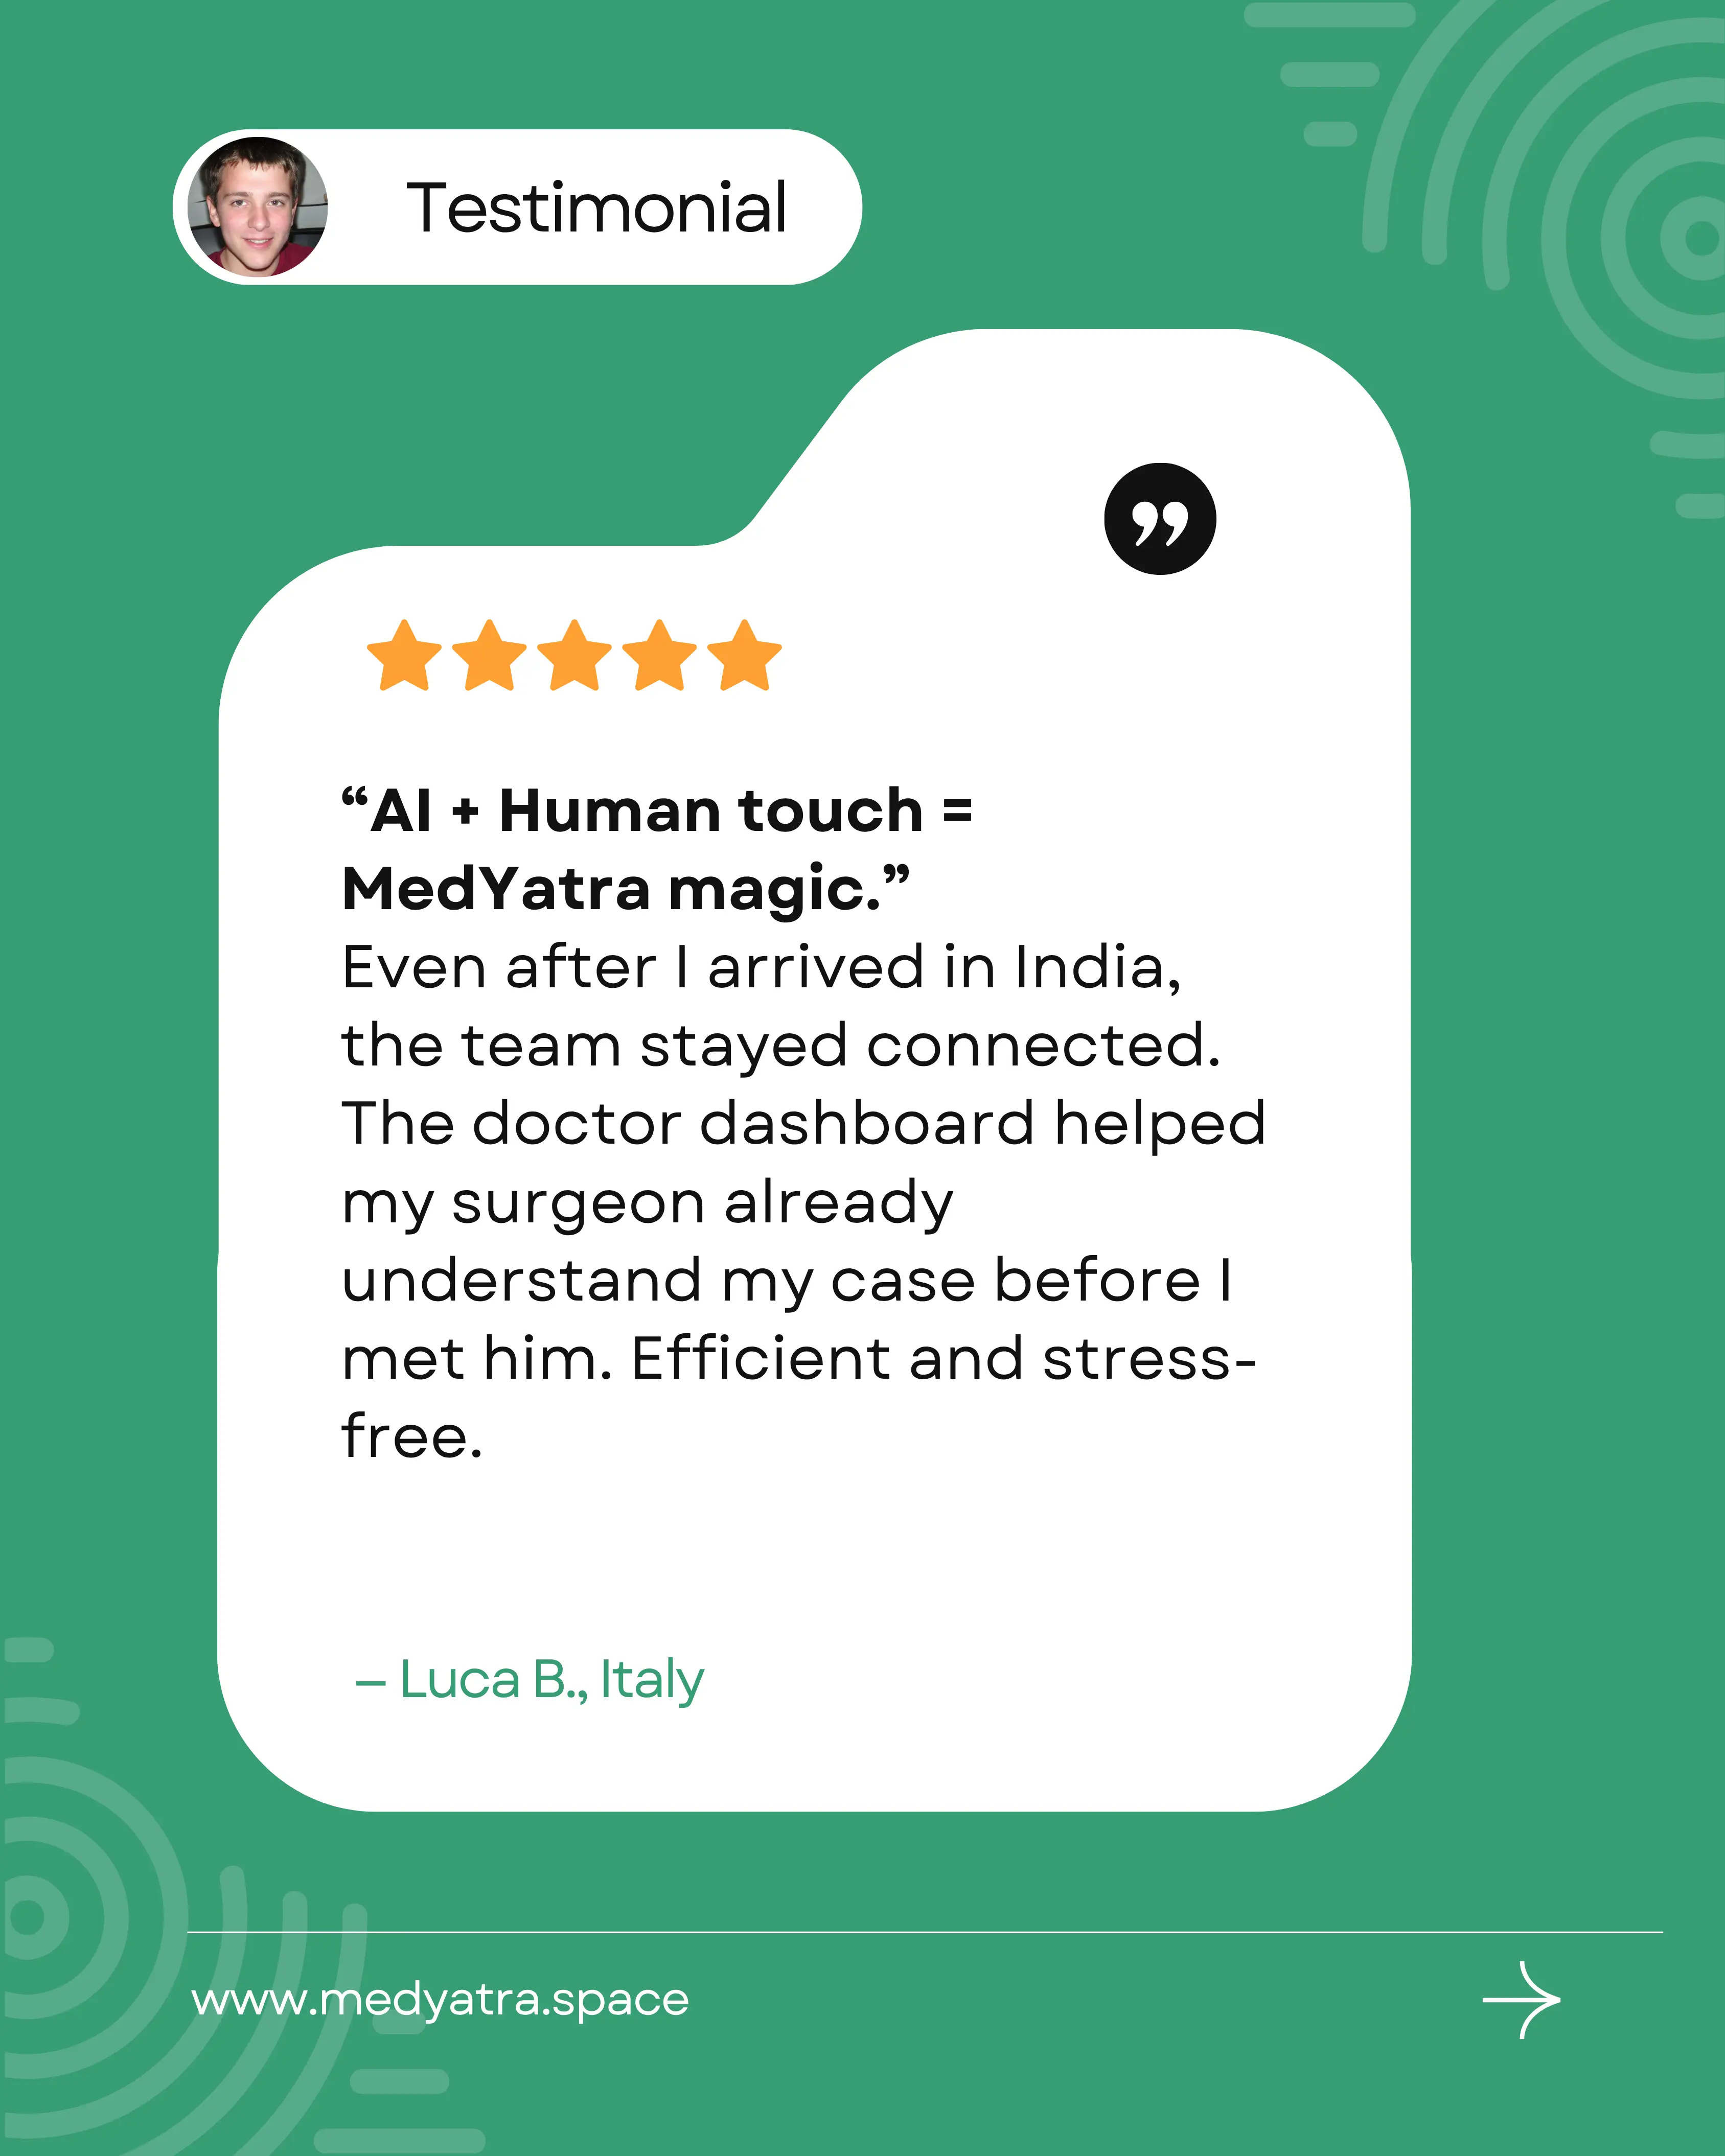 Testimonial
”
“AI + Human touch =
MedYatra magic.”
Even after I arrived in India,
the team stayed connected.
The doctor dashboard helped
my surgeon already
understand my case before I
met him. Efficient and stress-
free.
– Luca B., Italy
www.medyatra.space